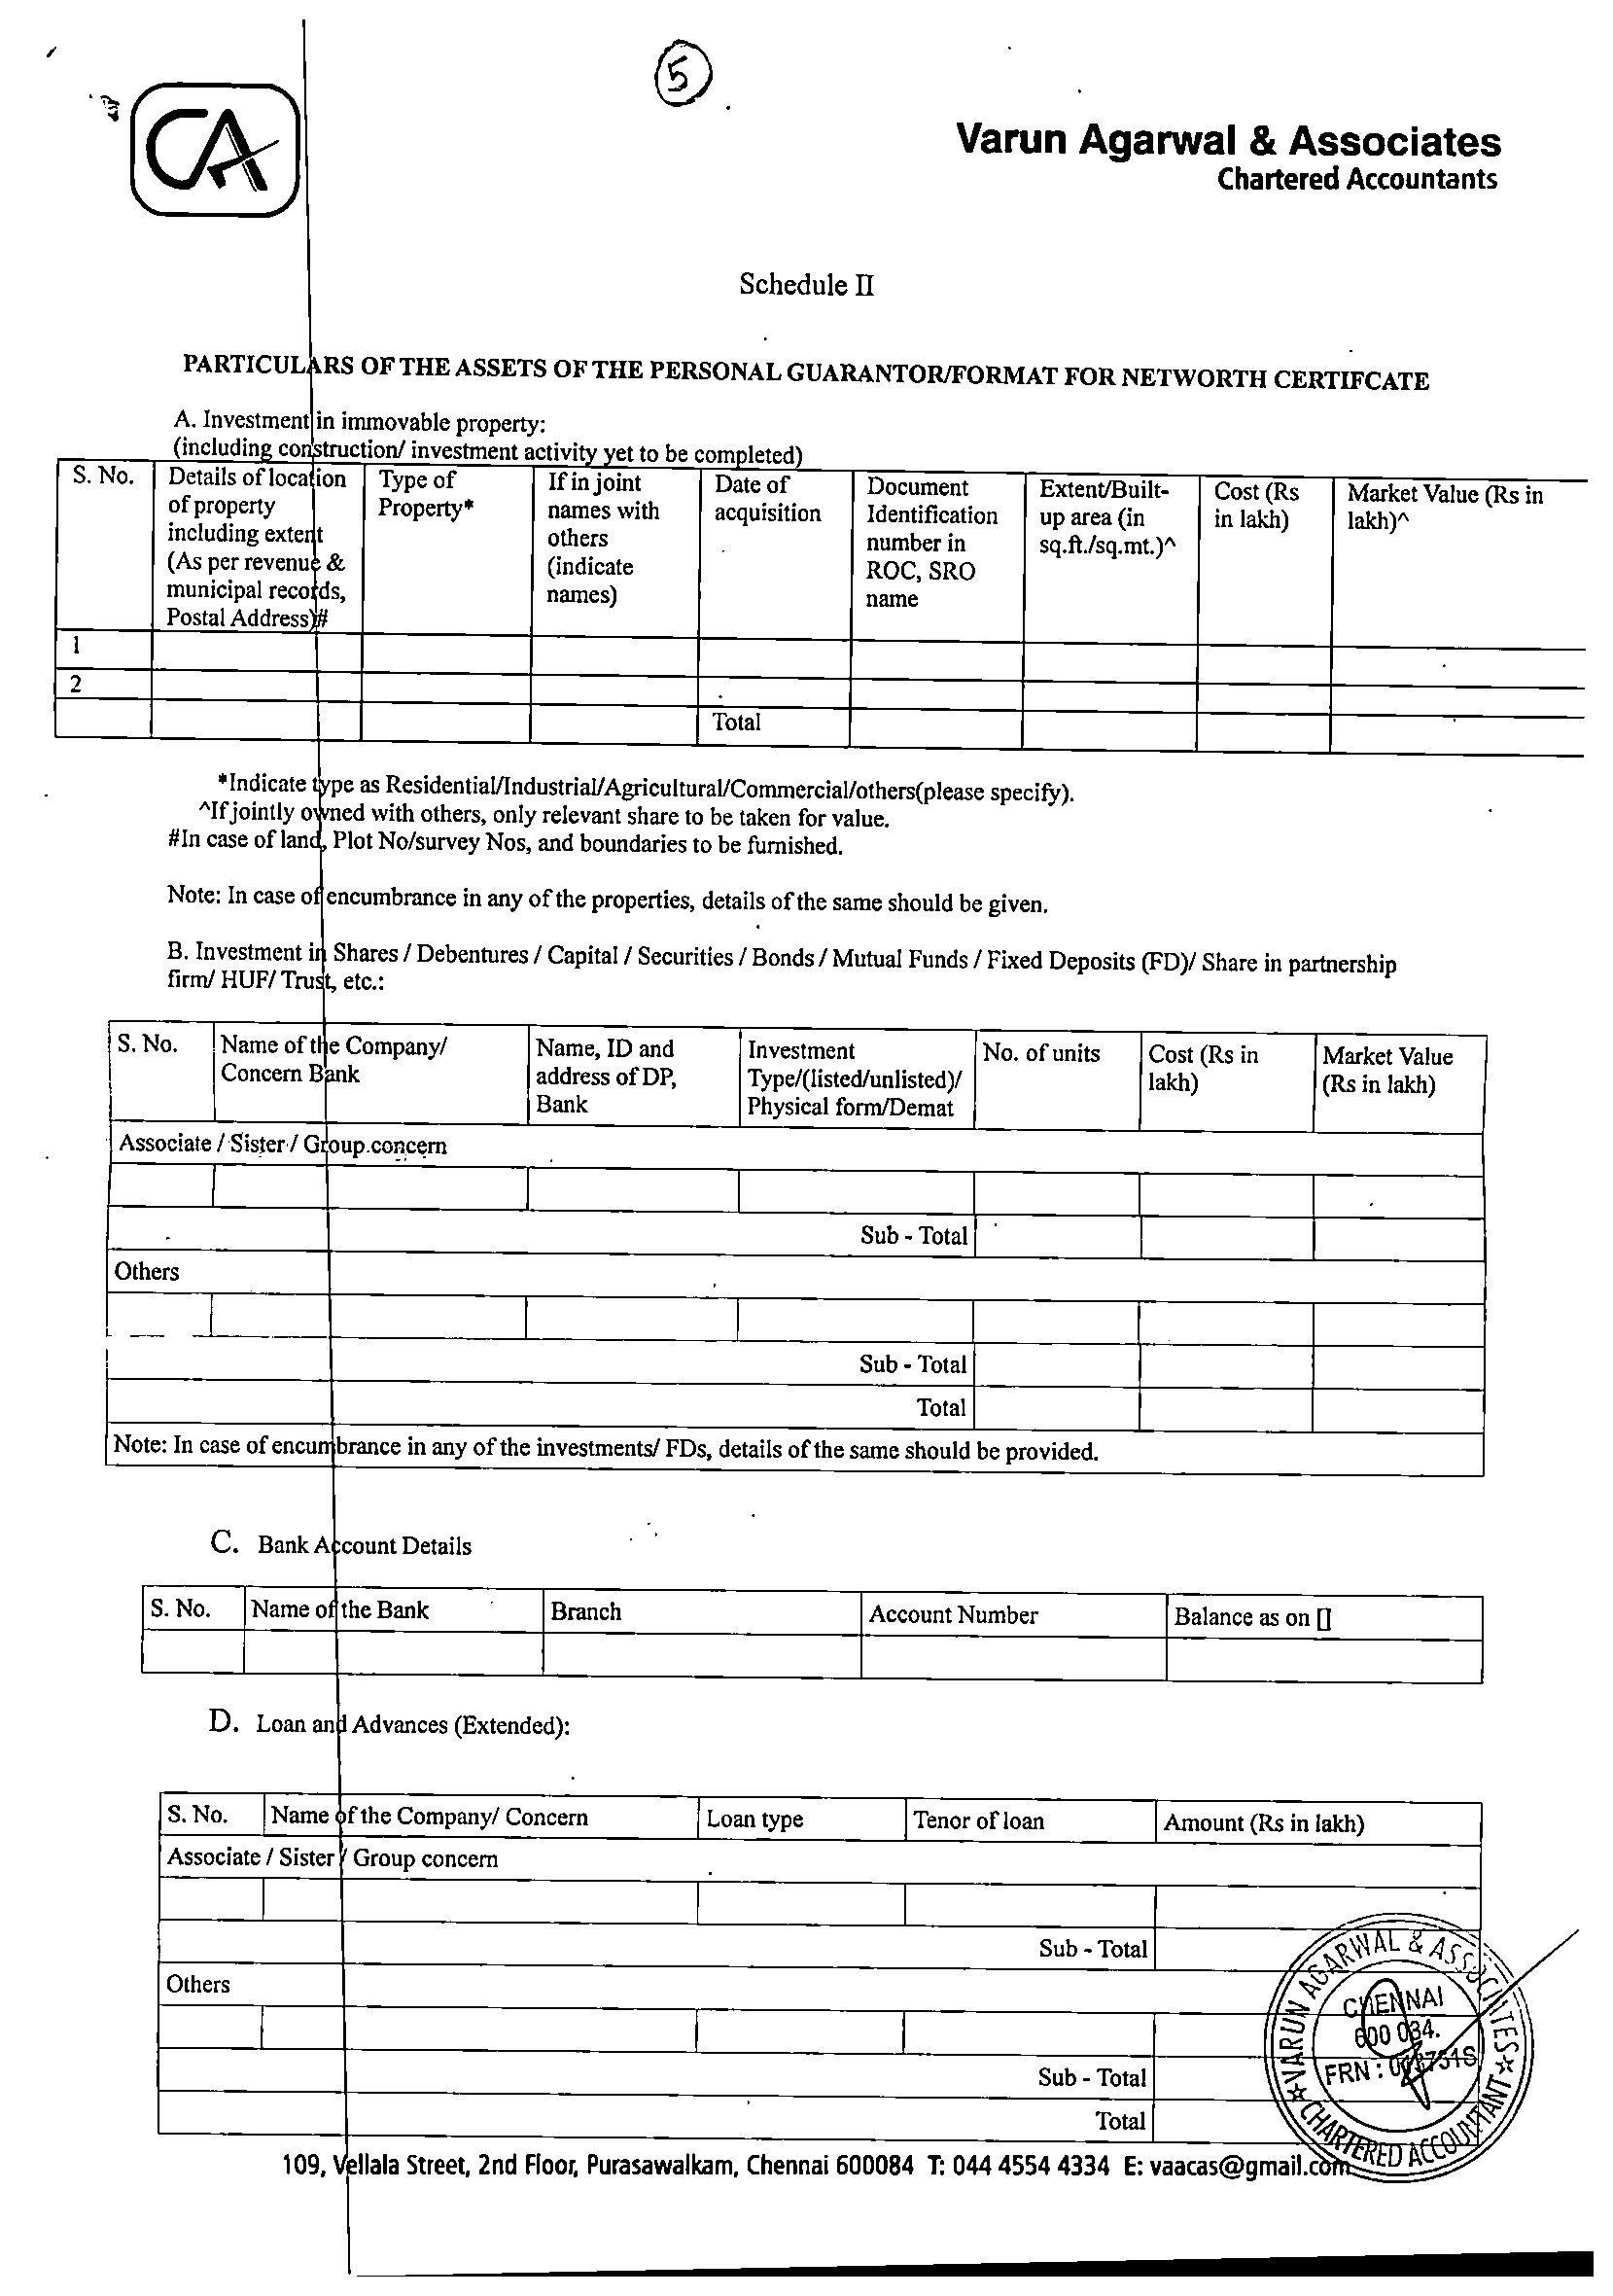 5
CA
Varun Agarwal & Associates
Chartered Accountants
Schedule II
PARTICULARS OF THE ASSETS OF THE PERSONAL GUARANTOR/FORMAT FOR NETWORTH CERTIFCATE
A. Investment in immovable property:
(including construction/ investment activity yet to be completed)
S. No. Details of location of property including extent (As per revenue & municipal records, Postal Address)# Type of Property* If in joint names with others (indicate names) Date of acquisition Document Identification number in ROC, SRO name Extent/Built-up area (in sq.ft./sq.mt.)^ Cost (Rs in lakh) Market Value (Rs in lakh)^
1
2
Total
*Indicate type as Residential/Industrial/Agricultural/Commercial/others(please specify).
^If jointly owned with others, only relevant share to be taken for value.
#In case of land, Plot No/survey Nos, and boundaries to be furnished.
Note: In case of encumbrance in any of the properties, details of the same should be given.
B. Investment in Shares / Debentures / Capital / Securities / Bonds / Mutual Funds / Fixed Deposits (FD)/ Share in partnership
firm/ HUF/ Trust, etc.:
S. No. Name of the Company/ Concern Bank Name, ID and address of DP, Bank Investment Type/(listed/unlisted)/ Physical form/Demat No. of units Cost (Rs in lakh) Market Value (Rs in lakh)
Associate / Sister / Group concern
Sub - Total
Others
Sub - Total
Total
Note: In case of encumbrance in any of the investments/ FDs, details of the same should be provided.
C. Bank Account Details
S. No. Name of the Bank Branch Account Number Balance as on []
D. Loan and Advances (Extended):
S. No. Name of the Company/ Concern Loan type Tenor of loan Amount (Rs in lakh)
Associate / Sister / Group concern
Sub - Total
Others
Sub - Total
Total
VARUN AGARWAL & ASSOCIATES
CHENNAI
600 084.
FRN :
CHARTERED ACCOUNTANT
109, Vellala Street, 2nd Floor, Purasawalkam, Chennai 600084 T: 044 4554 4334 E: vaacas@gmail.com